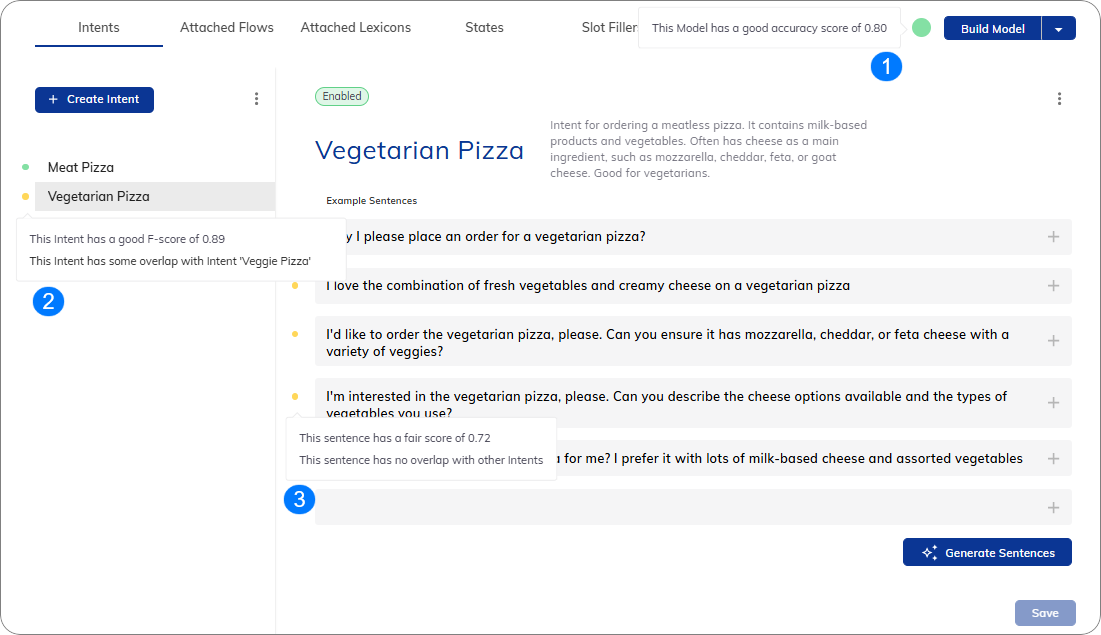 Intents
Attached Flows
Attached Lexicons
States
Slot Filler
This Model has a good accuracy score of 0.80
Build Model
1
+ Create Intent
Enabled
Vegetarian Pizza
Intent for ordering a meatless pizza. It contains milk-based
products and vegetables. Often has cheese as a main
ingredient, such as mozzarella, cheddar, feta, or goat
cheese. Good for vegetarians.
Meat Pizza
Vegetarian Pizza
This Intent has a good F-score of 0.89
This Intent has some overlap with Intent 'Veggie Pizza'
2
Example Sentences
I please place an order for a vegetarian pizza?
I love the combination of fresh vegetables and creamy cheese on a vegetarian pizza
I'd like to order the vegetarian pizza, please. Can you ensure it has mozzarella, cheddar, or feta cheese with a
variety of veggies?
I'm interested in the vegetarian pizza, please. Can you describe the cheese options available and the types of
vegetables you use?
This sentence has a fair score of 0.72
This sentence has no overlap with other Intents
3
for me? I prefer it with lots of milk-based cheese and assorted vegetables
Generate Sentences
Save